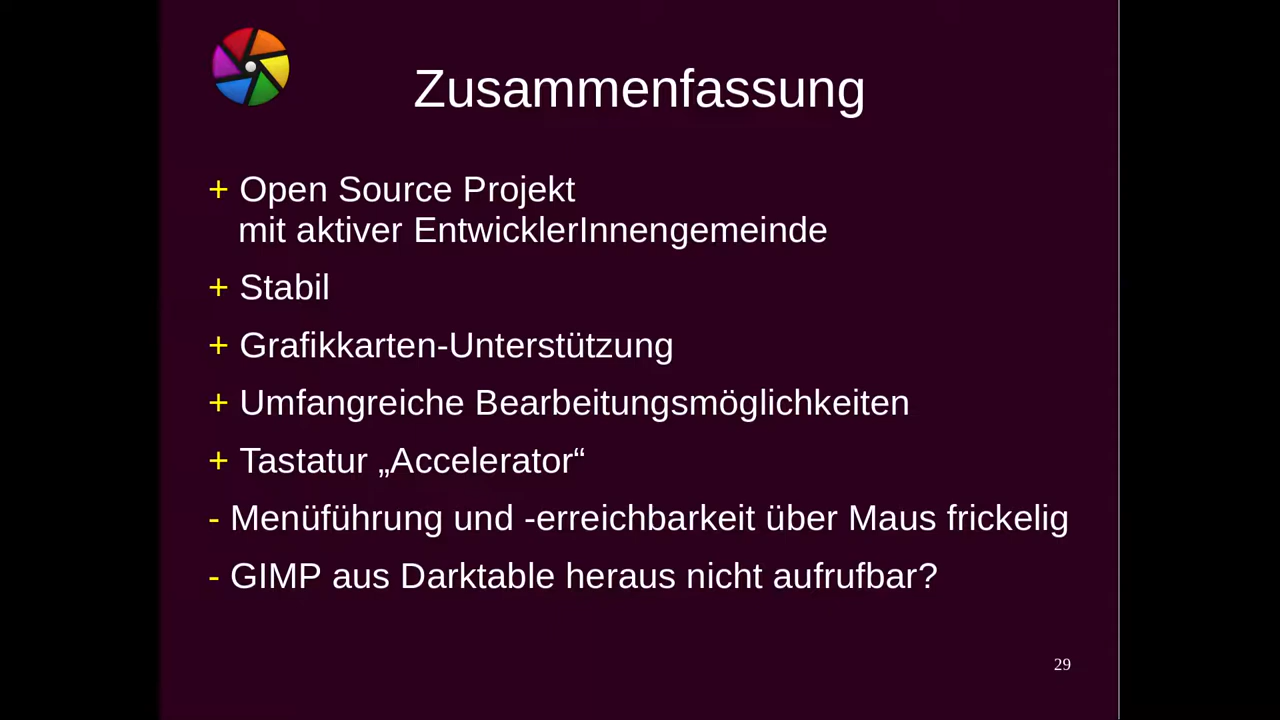 Zusammenfassung
+ Open Source Projekt
mit aktiver EntwicklerInnengemeinde
+ Stabil
+ Grafikkarten-Unterstützung
+ Umfangreiche Bearbeitungsmöglichkeiten
+ Tastatur „Accelerator“
- Menüführung und -erreichbarkeit über Maus frickelig
- GIMP aus Darktable heraus nicht aufrufbar?
29